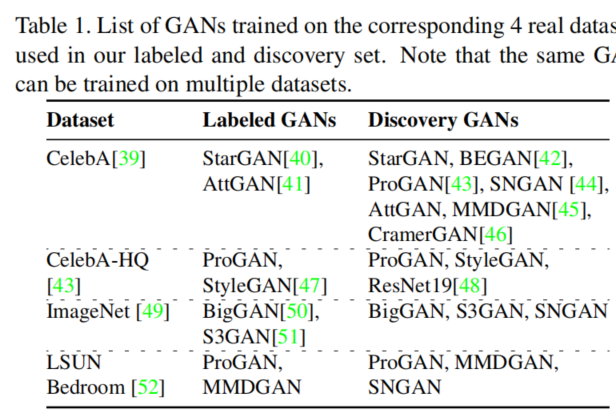 Table 1. List of GANs trained on the corresponding 4 real
used in our labeled and discovery set. Note that the same
can be trained on multiple datasets.
Dataset Labeled GANs Discovery GANs
CelebA[39] StarGAN[40], StarGAN, BEGAN[42],
AttGAN[41] ProGAN[43], SNGAN [44],
AttGAN, MMDGAN[45],
CramerGAN[46]
CelebA-HQ ProGAN, ProGAN, StyleGAN,
[43] StyleGAN[47] ResNet19[48]
ImageNet [49] BigGAN[50], BigGAN, S3GAN, SNGAN
S3GAN[51]
LSUN ProGAN, ProGAN, MMDGAN,
Bedroom [52] MMDGAN SNGAN